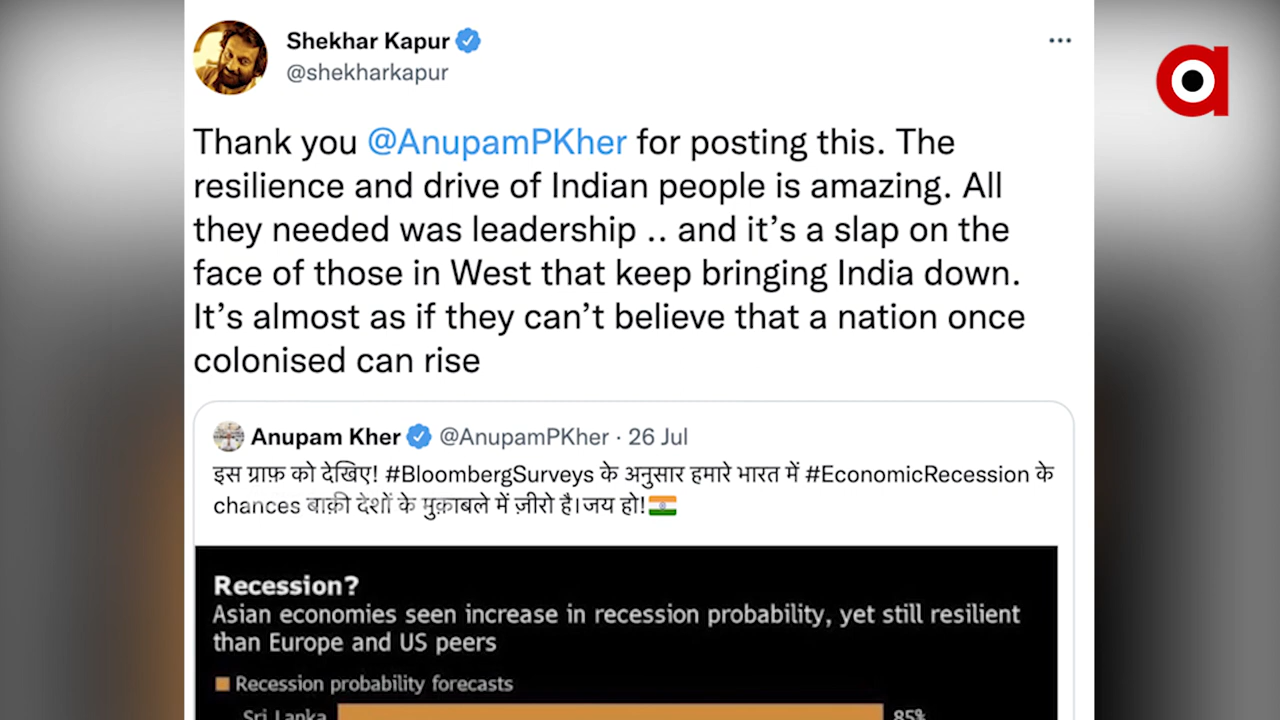 Shekhar Kapur
@shekharkapur
Thank you @AnupamPKher for posting this. The
resilience and drive of Indian people is amazing. All
they needed was leadership .. and it’s a slap on the
face of those in West that keep bringing India down.
It’s almost as if they can’t believe that a nation once
colonised can rise
Anupam Kher @AnupamPKher · 26 Jul
इस ग्राफ़ को देखिए! #BloombergSurveys के अनुसार हमारे भारत में #EconomicRecession के
chances बाक़ी देशों के मुक़ाबले में ज़ीरो है।जय हो!🇮🇳
Recession?
Asian economies seen increase in recession probability, yet still resilient
than Europe and US peers
Recession probability forecasts
Sri Lanka 85%